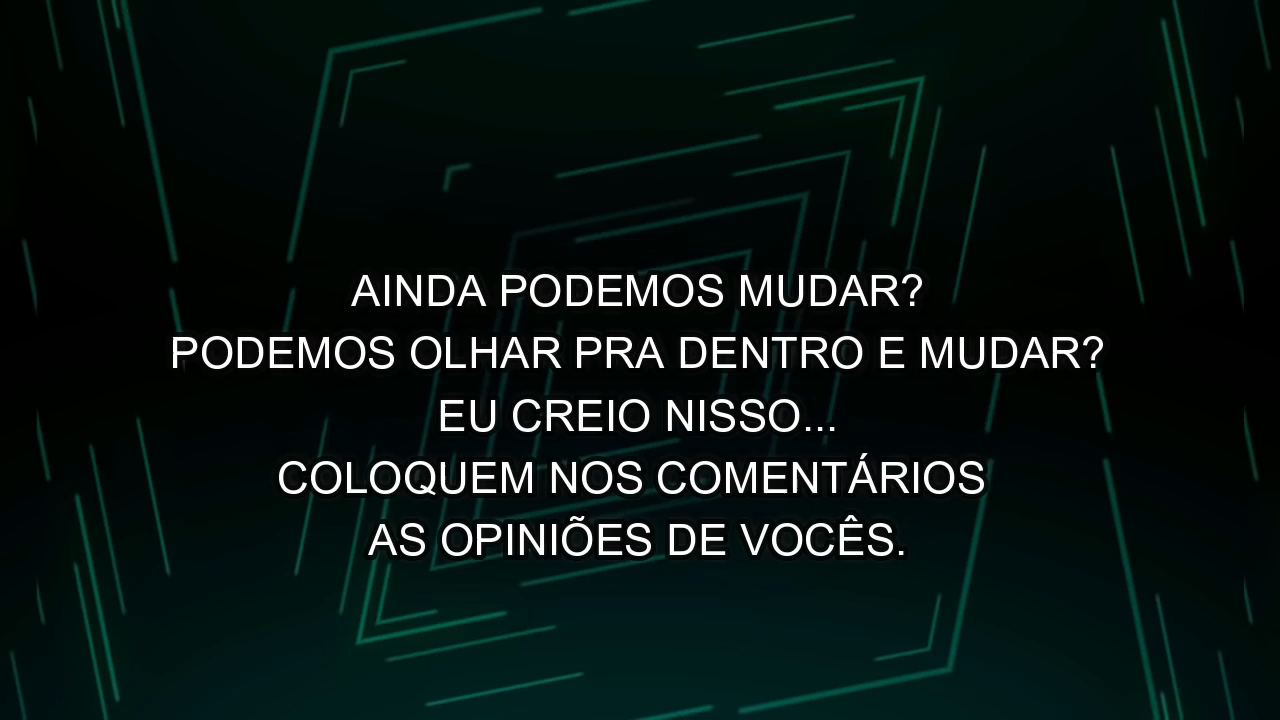 AINDA PODEMOS MUDAR?
PODEMOS OLHAR PRA DENTRO E MUDAR?
EU CREIO NISSO...
COLOQUEM NOS COMENTÁRIOS
AS OPINIÕES DE VOCÊS.